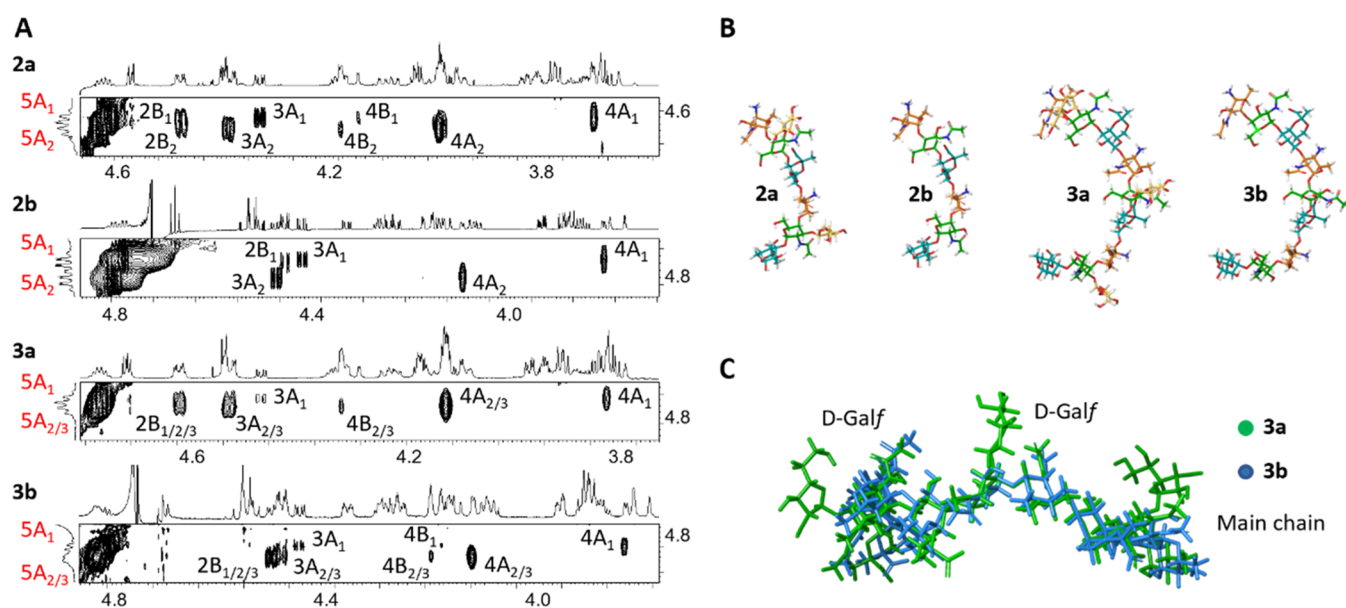 A
2a
5A₁
5A₂
2B₁
2B₂
3A₁
3A₂
4B₁
4B₂
4A₂
4A₁
4.6
4.6
4.2
3.8
2b
5A₁
5A₂
2B₁
3A₁
3A₂
4A₂
4A₁
4.8
4.8
4.4
4.0
3a
5A₁
5A₂/₃
2B₁/₂/₃
3A₁
3A₂/₃
4B₂/₃
4A₂/₃
4A₁
4.8
4.6
4.2
3.8
3b
5A₁
5A₂/₃
2B₁/₂/₃
3A₁
3A₂/₃
4B₁
4B₂/₃
4A₂/₃
4A₁
4.8
4.8
4.4
4.0
B
2a
2b
3a
3b
C
D-Galf
D-Galf
3a
3b
Main chain